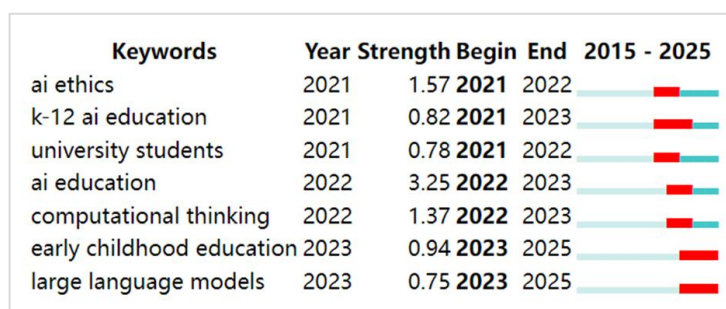 Keywords Year Strength Begin End 2015 - 2025
ai ethics 2021 1.57 2021 2022
k-12 ai education 2021 0.82 2021 2023
university students 2021 0.78 2021 2022
ai education 2022 3.25 2022 2023
computational thinking 2022 1.37 2022 2023
early childhood education 2023 0.94 2023 2025
large language models 2023 0.75 2023 2025